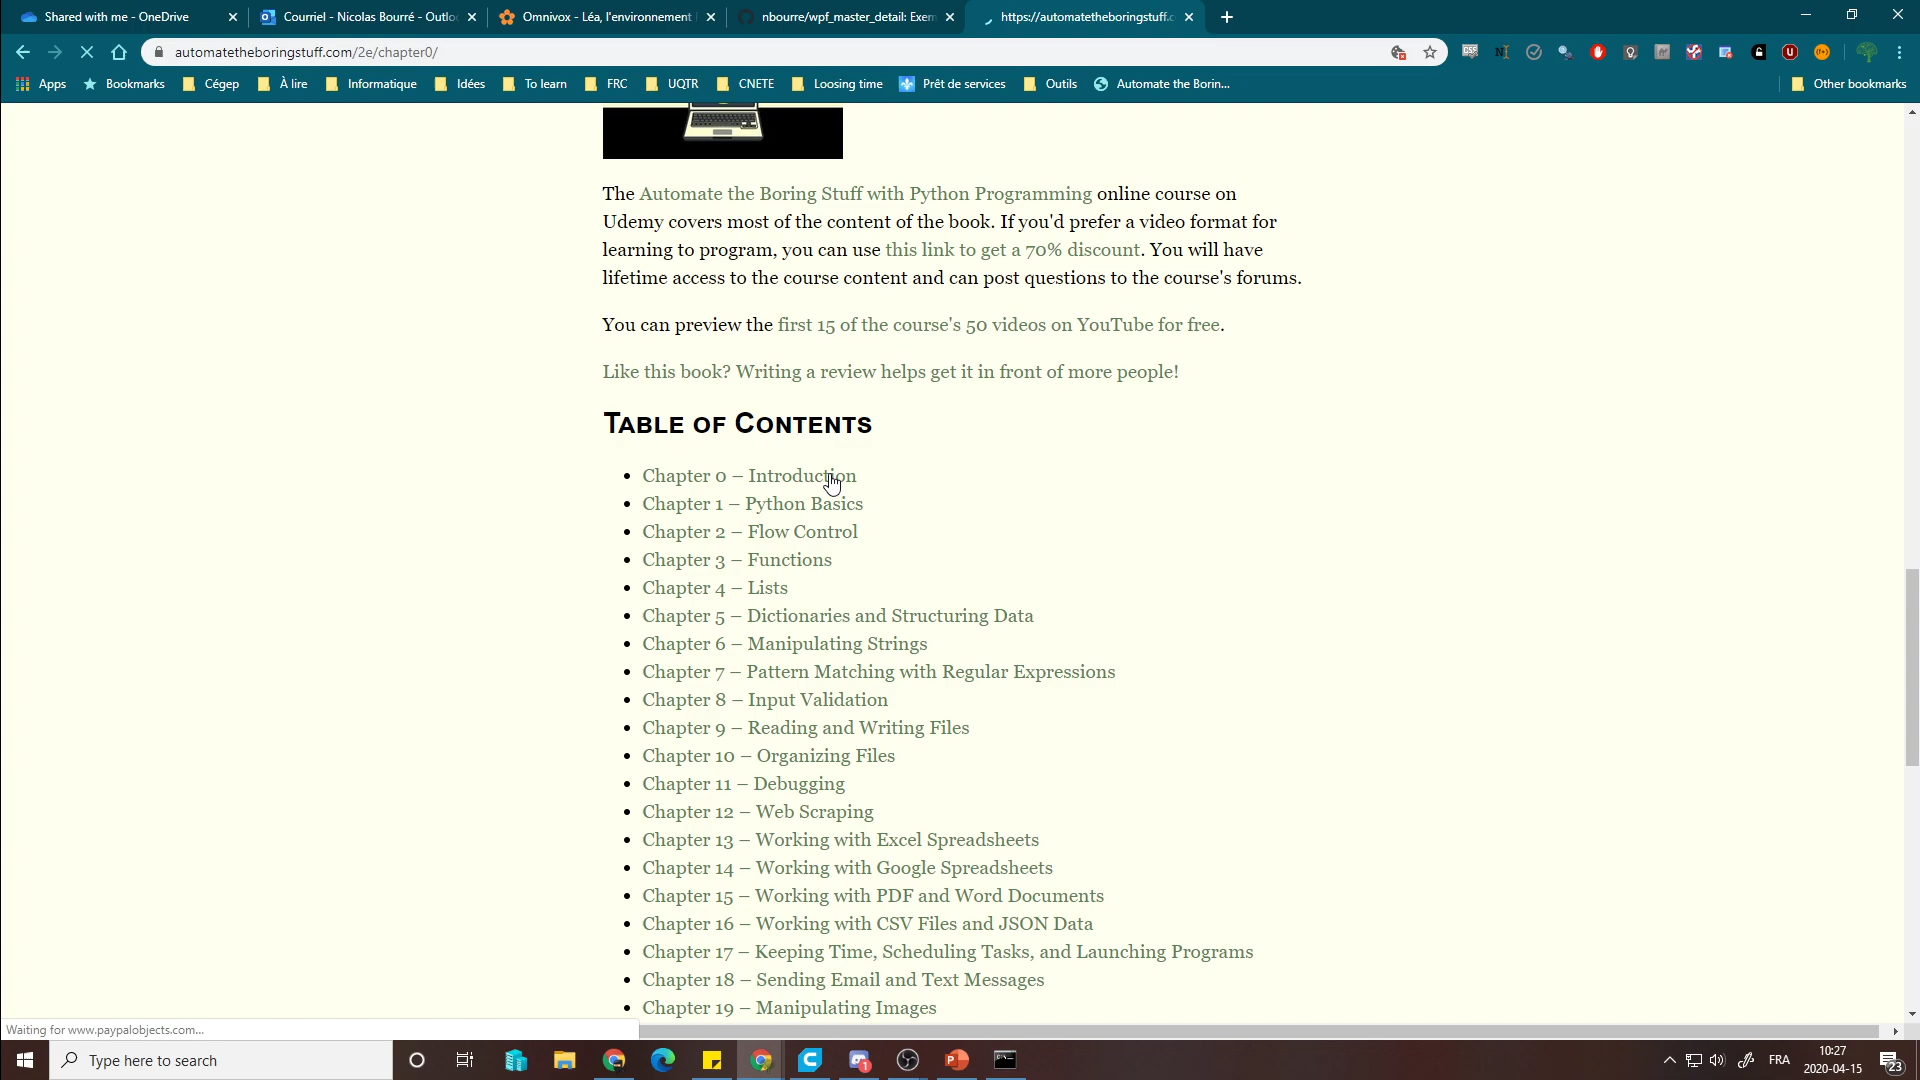 Shared with me - OneDrive
Courriel - Nicolas Bourré - Outlo
Omnivox - Léa, l'environnement
nbourre/wpf_master_detail: Exem
https://automatetheboringstuff.c
automatetheboringstuff.com/2e/chapter0/
Apps
Bookmarks
Cégep
À lire
Informatique
Idées
To learn
FRC
UQTR
CNETE
Loosing time
Prêt de services
Outils
Automate the Borin...
Other bookmarks
The Automate the Boring Stuff with Python Programming online course on
Udemy covers most of the content of the book. If you'd prefer a video format for
learning to program, you can use this link to get a 70% discount. You will have
lifetime access to the course content and can post questions to the course's forums.
You can preview the first 15 of the course's 50 videos on YouTube for free.
Like this book? Writing a review helps get it in front of more people!
Table of Contents
Chapter 0 – Introduction
Chapter 1 – Python Basics
Chapter 2 – Flow Control
Chapter 3 – Functions
Chapter 4 – Lists
Chapter 5 – Dictionaries and Structuring Data
Chapter 6 – Manipulating Strings
Chapter 7 – Pattern Matching with Regular Expressions
Chapter 8 – Input Validation
Chapter 9 – Reading and Writing Files
Chapter 10 – Organizing Files
Chapter 11 – Debugging
Chapter 12 – Web Scraping
Chapter 13 – Working with Excel Spreadsheets
Chapter 14 – Working with Google Spreadsheets
Chapter 15 – Working with PDF and Word Documents
Chapter 16 – Working with CSV Files and JSON Data
Chapter 17 – Keeping Time, Scheduling Tasks, and Launching Programs
Chapter 18 – Sending Email and Text Messages
Chapter 19 – Manipulating Images
Waiting for www.paypalobjects.com...
Type here to search
FRA
10:27
2020-04-15
23